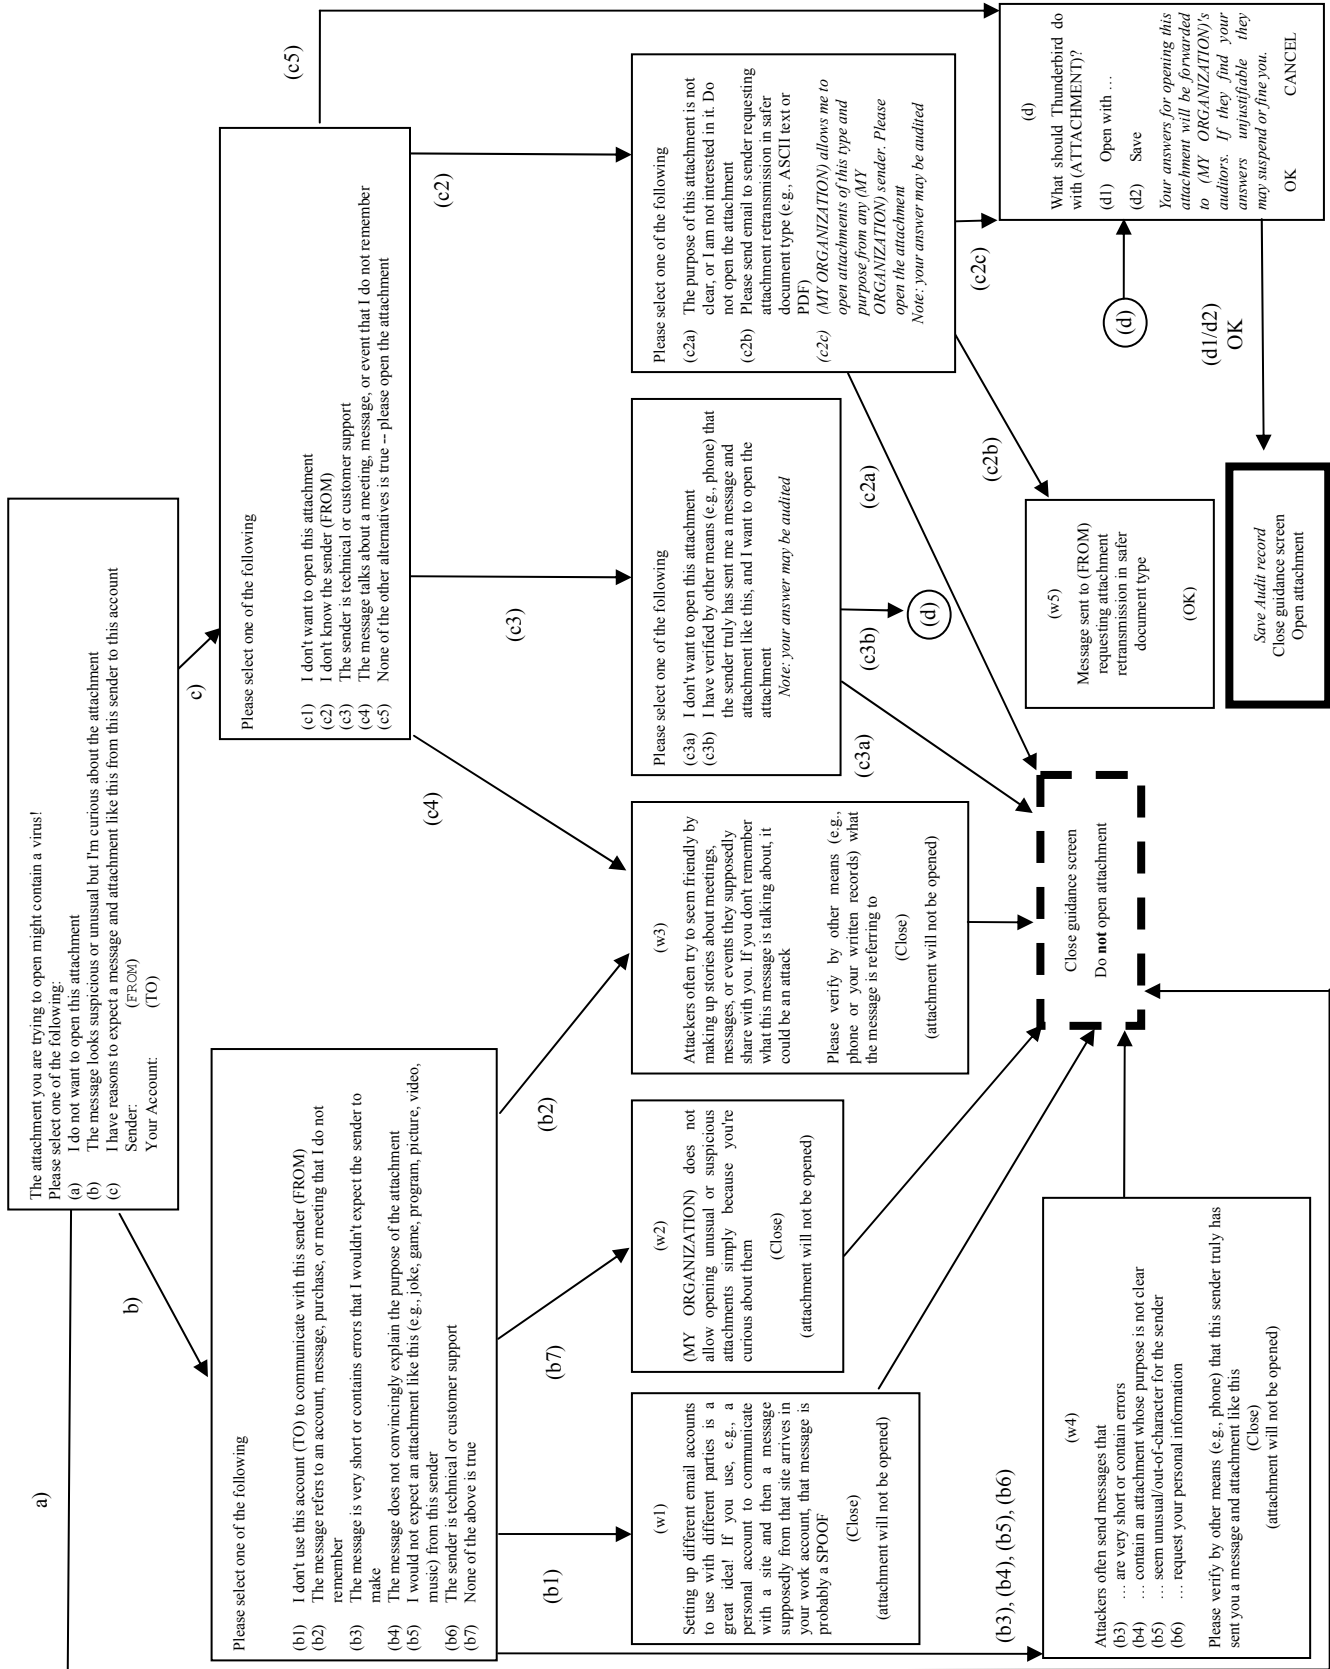 The attachment you are trying to open might contain a virus!
Please select one of the following:
(a) I do not want to open this attachment
(b) The message looks suspicious or unusual but I'm curious about the attachment
(c) I have reasons to expect a message and attachment like this from this sender to this account
Sender: (FROM)
Your Account: (TO)
a)
b)
c)
Please select one of the following
(b1) I don't use this account (TO) to communicate with this sender (FROM)
(b2) The message refers to an account, message, purchase, or meeting that I do not
remember
(b3) The message is very short or contains errors that I wouldn't expect the sender to
make
(b4) The message does not convincingly explain the purpose of the attachment
(b5) I would not expect an attachment like this (e.g., joke, game, program, picture, video,
music) from this sender
(b6) The sender is technical or customer support
(b7) None of the above is true
Please select one of the following
(c1) I don't want to open this attachment
(c2) I don't know the sender (FROM)
(c3) The sender is technical or customer support
(c4) The message talks about a meeting, message, or event that I do not remember
(c5) None of the other alternatives is true -- please open the attachment
(b1)
(b7)
(b2)
(c4)
(c3)
(c2)
(c5)
(w1)
Setting up different email accounts
to use with different parties is a
great idea! If you use, e.g., a
personal account to communicate
with a site and then a message
supposedly from that site arrives in
your work account, that message is
probably a SPOOF
(Close)
(attachment will not be opened)
(w2)
(MY ORGANIZATION) does not
allow opening unusual or suspicious
attachments simply because you're
curious about them
(Close)
(attachment will not be opened)
(w3)
Attackers often try to seem friendly by
making up stories about meetings,
messages, or events they supposedly
share with you. If you don't remember
what this message is talking about, it
could be an attack
Please verify by other means (e.g.,
phone or your written records) what
the message is referring to
(Close)
(attachment will not be opened)
Please select one of the following
(c3a) I don't want to open this attachment
(c3b) I have verified by other means (e.g., phone) that
the sender truly has sent me a message and
attachment like this, and I want to open the
attachment
Note: your answer may be audited
Please select one of the following
(c2a) The purpose of this attachment is not
clear, or I am not interested in it. Do
not open the attachment
(c2b) Please send email to sender requesting
attachment retransmission in safer
document type (e.g., ASCII text or
PDF)
(c2c) (MY ORGANIZATION) allows me to
open attachments of this type and
purpose from any (MY
ORGANIZATION) sender. Please
open the attachment
Note: your answer may be audited
(b3), (b4), (b5), (b6)
(c3a)
(c3b)
(d)
(c2a)
(c2b)
(c2c)
(w4)
Attackers often send messages that
(b3) … are very short or contain errors
(b4) … contain an attachment whose purpose is not clear
(b5) … seem unusual/out-of-character for the sender
(b6) … request your personal information
Please verify by other means (e.g., phone) that this sender truly has
sent you a message and attachment like this
(Close)
(attachment will not be opened)
Close guidance screen
Do not open attachment
(w5)
Message sent to (FROM)
requesting attachment
retransmission in safer
document type
(OK)
(d)
(d)
What should Thunderbird do
with (ATTACHMENT)?
(d1) Open with …
(d2) Save
Your answers for opening this
attachment will be forwarded
to (MY ORGANIZATION)'s
auditors. If they find your
answers unjustifiable they
may suspend or fine you.
OK CANCEL
(d1/d2)
OK
Save Audit record
Close guidance screen
Open attachment